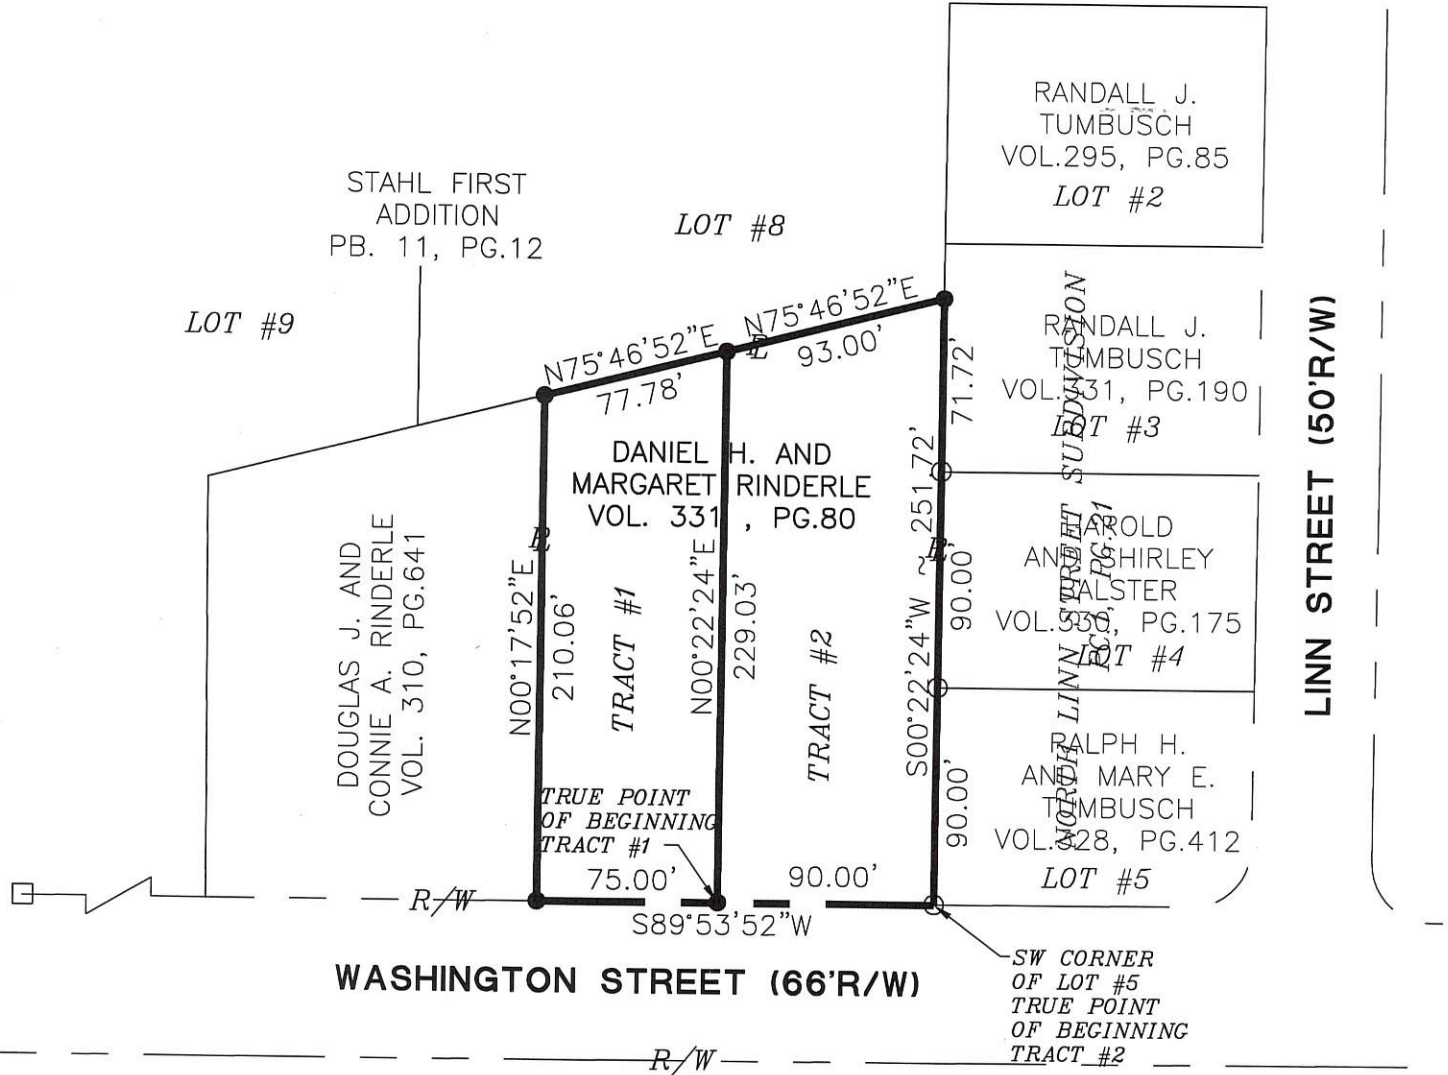 RANDALL J.
TUMBUSCH
VOL.295, PG.85
LOT #2
STAHL FIRST
ADDITION
PB. 11, PG.12
LOT #8
LOT #9
N75°46'52"E
77.78'
N75°46'52"E
93.00'
PL
RANDALL J.
TUMBUSCH
VOL.331, PG.190
LOT #3
71.72'
DANIEL H. AND
MARGARET RINDERLE
VOL. 331, PG.80
DOUGLAS J. AND
CONNIE A. RINDERLE
VOL. 310, PG.641
PL
N00°17'52"E
210.06'
TRACT #1
N00°22'24"E
229.03'
TRACT #2
S00°22'24"W ~ 251.72'
PL
90.00'
90.00'
NORTH LINN STREET SUBDIVISION
HAROLD
AND SHIRLEY
BALSTER
VOL.330, PG.175
LOT #4
RALPH H.
AND MARY E.
TUMBUSCH
VOL.328, PG.412
LOT #5
LINN STREET (50'R/W)
TRUE POINT
OF BEGINNING
TRACT #1
R/W
75.00'
90.00'
S89°53'52"W
WASHINGTON STREET (66'R/W)
SW CORNER
OF LOT #5
TRUE POINT
OF BEGINNING
TRACT #2
R/W